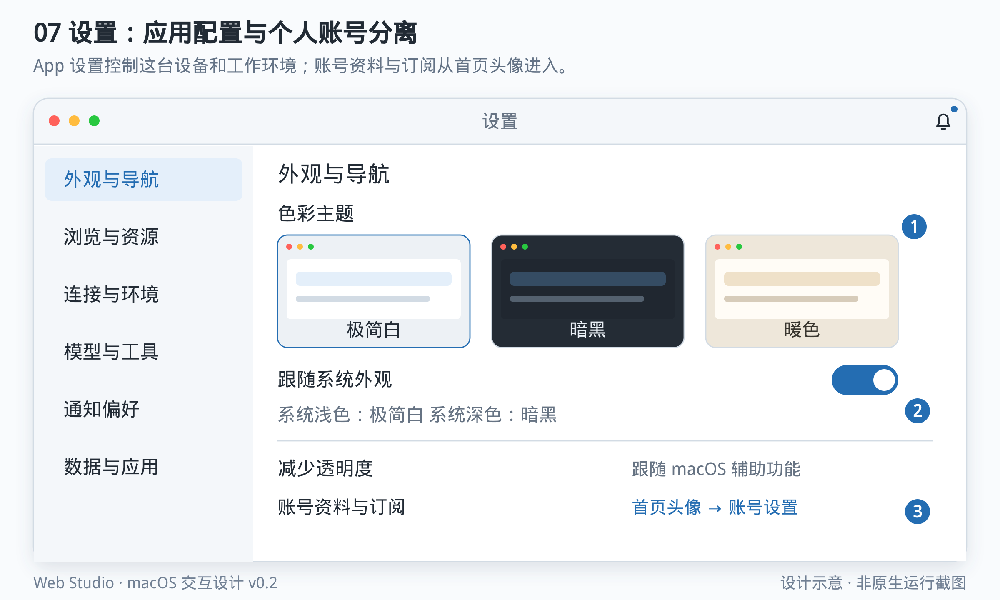 07 设置：应用配置与个人账号分离
App 设置控制这台设备和工作环境；账号资料与订阅从首页头像进入。
设置
外观与导航
浏览与资源
连接与环境
模型与工具
通知偏好
数据与应用
外观与导航
色彩主题
1
极简白
暗黑
暖色
跟随系统外观
系统浅色：极简白 系统深色：暗黑
2
减少透明度
跟随 macOS 辅助功能
账号资料与订阅
首页头像 → 账号设置
3
Web Studio · macOS 交互设计 v0.2
设计示意 · 非原生运行截图